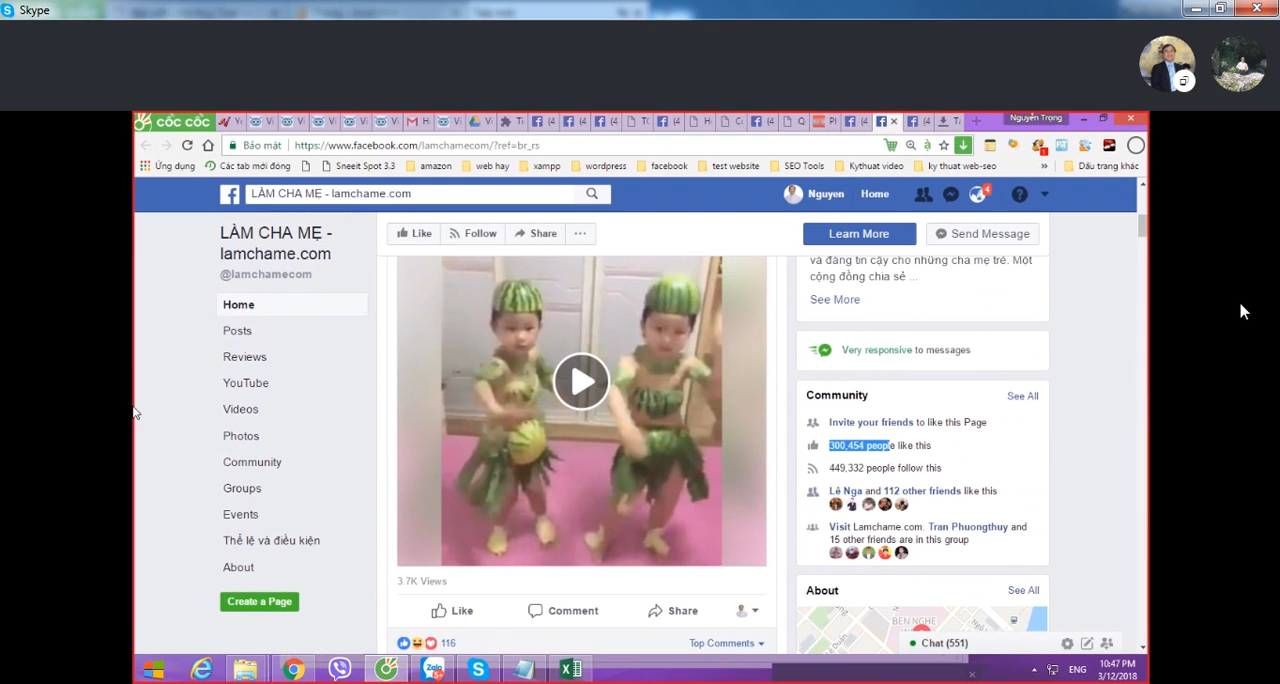 Skype
cốc cốc
Nguyễn Trọng
Bảo mật
https://www.facebook.com/lamchamecom/?ref=br_rs
Ứng dụng
Các tab mới đóng
Sneeit Spot 3.3
amazon
web hay
xampp
wordpress
facebook
test website
SEO Tools
Kythuat video
ky thuat web-seo
»
Dấu trang khác
LÀM CHA MẸ - lamchame.com
Nguyen
Home
4
LÀM CHA MẸ -
lamchame.com
@lamchamecom
Home
Posts
Reviews
YouTube
Videos
Photos
Community
Groups
Events
Thể lệ và điều kiện
About
Create a Page
Like
Follow
Share
Learn More
Send Message
3.7K Views
Like
Comment
Share
116
Top Comments
và đáng tin cậy cho những cha mẹ trẻ. Một
cộng đồng chia sẻ ...
See More
Very responsive to messages
Community
See All
Invite your friends to like this Page
300,454 people like this
449,332 people follow this
Lê Nga and 112 other friends like this
Visit Lamchame.com. Tran Phuongthuy and
15 other friends are in this group
About
See All
BEN NGHE
Chat (551)
Zalo
ENG
10:47 PM
3/12/2018